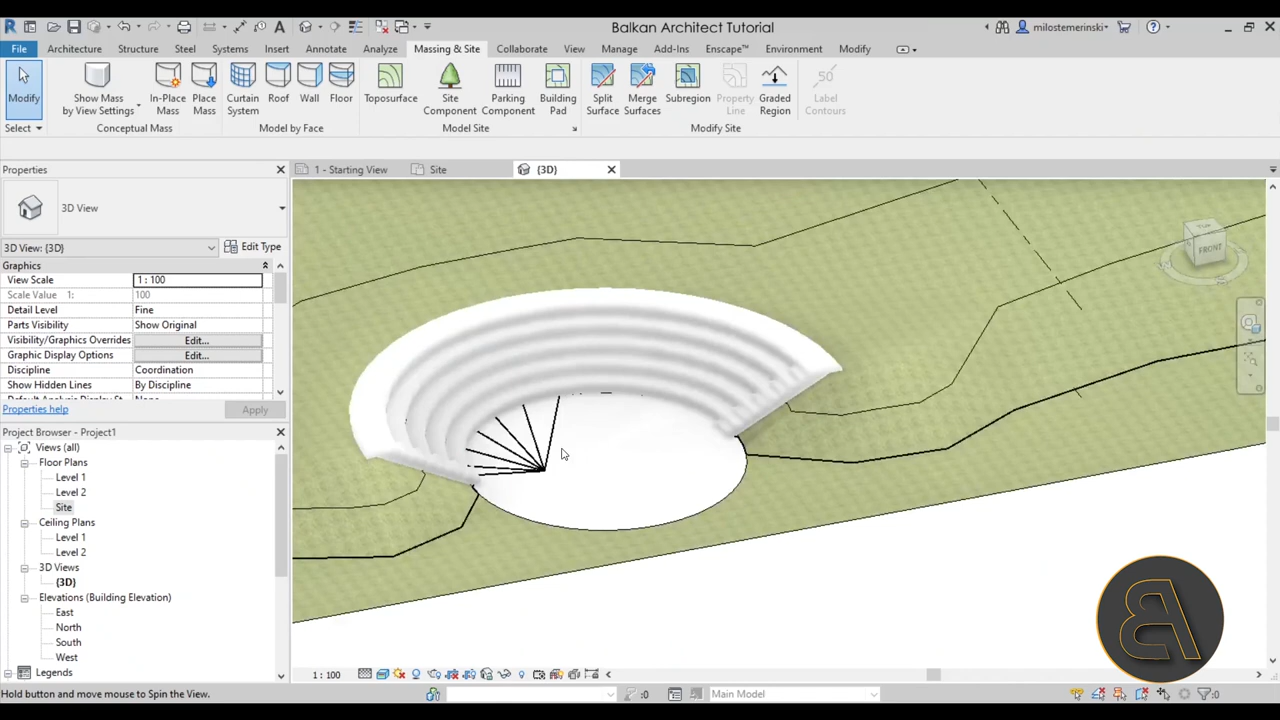 Balkan Architect Tutorial
milostemerinski
File Architecture Structure Steel Systems Insert Annotate Analyze Massing & Site Collaborate View Manage Add-Ins Enscape™ Environment Modify
Modify
Show Mass by View Settings
In-Place Mass
Place Mass
Curtain System
Roof
Wall
Floor
Toposurface
Site Component
Parking Component
Building Pad
Split Surface
Merge Surfaces
Subregion
Property Line
Graded Region
50
Label Contours
Select
Conceptual Mass
Model by Face
Model Site
Modify Site
Properties
1 - Starting View
Site
{3D}
3D View
3D View: {3D}
Edit Type
Graphics
View Scale 1 : 100
Scale Value 1: 100
Detail Level Fine
Parts Visibility Show Original
Visibility/Graphics Overrides Edit...
Graphic Display Options Edit...
Discipline Coordination
Show Hidden Lines By Discipline
Properties help
Apply
Project Browser - Project1
Views (all)
Floor Plans
Level 1
Level 2
Site
Ceiling Plans
Level 1
Level 2
3D Views
{3D}
Elevations (Building Elevation)
East
North
South
West
Legends
TOP
FRONT
1 : 100
Hold button and move mouse to Spin the View.
:0
Main Model
:0